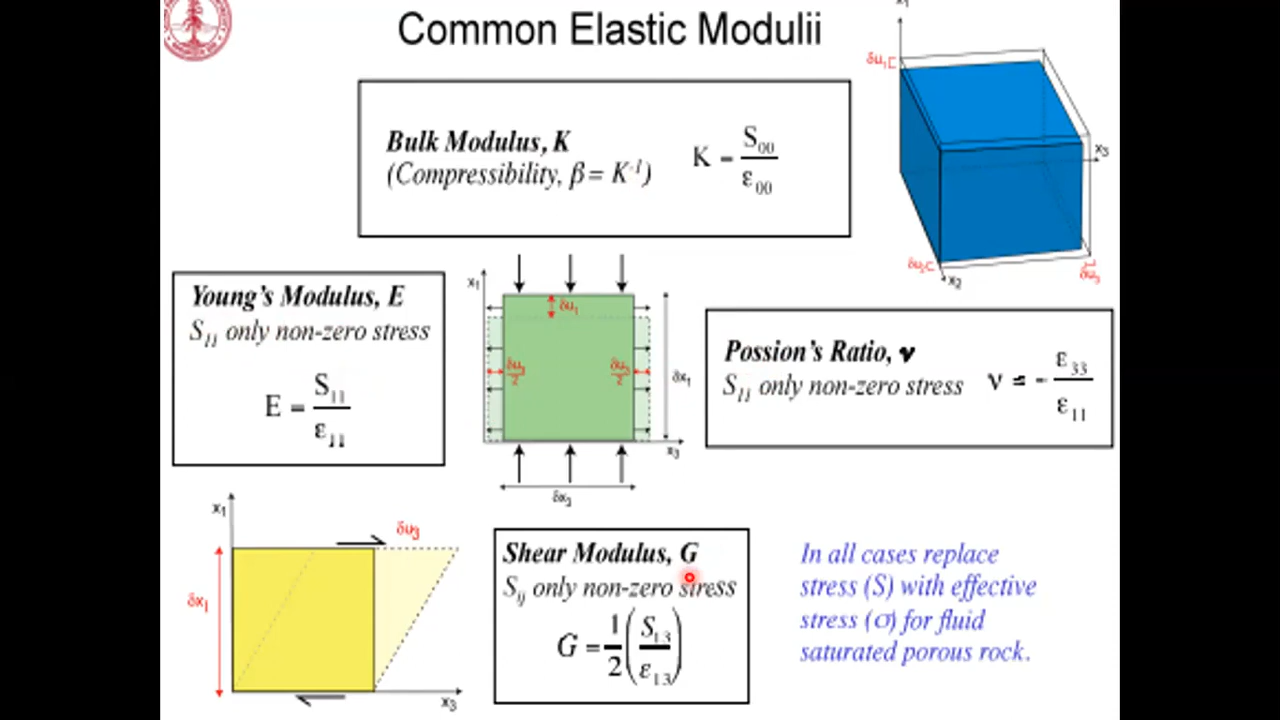 Common Elastic Modulii
x₁
δu₁
Bulk Modulus, K
(Compressibility, β = K⁻¹)
K = S₀₀ / ε₀₀
x₃
δu₂
x₂
δu₃
Young's Modulus, E
S₁₁ only non-zero stress
E = S₁₁ / ε₁₁
x₁
δu₁
δu₃/2
δu₃/2
δx₁
x₃
δx₃
Possion's Ratio, ν
S₁₁ only non-zero stress
ν = - ε₃₃ / ε₁₁
x₁
δu₃
δx₁
x₃
Shear Modulus, G
Sᵢⱼ only non-zero stress
G = 1/2 (S₁₃ / ε₁₃)
In all cases replace
stress (S) with effective
stress (σ) for fluid
saturated porous rock.